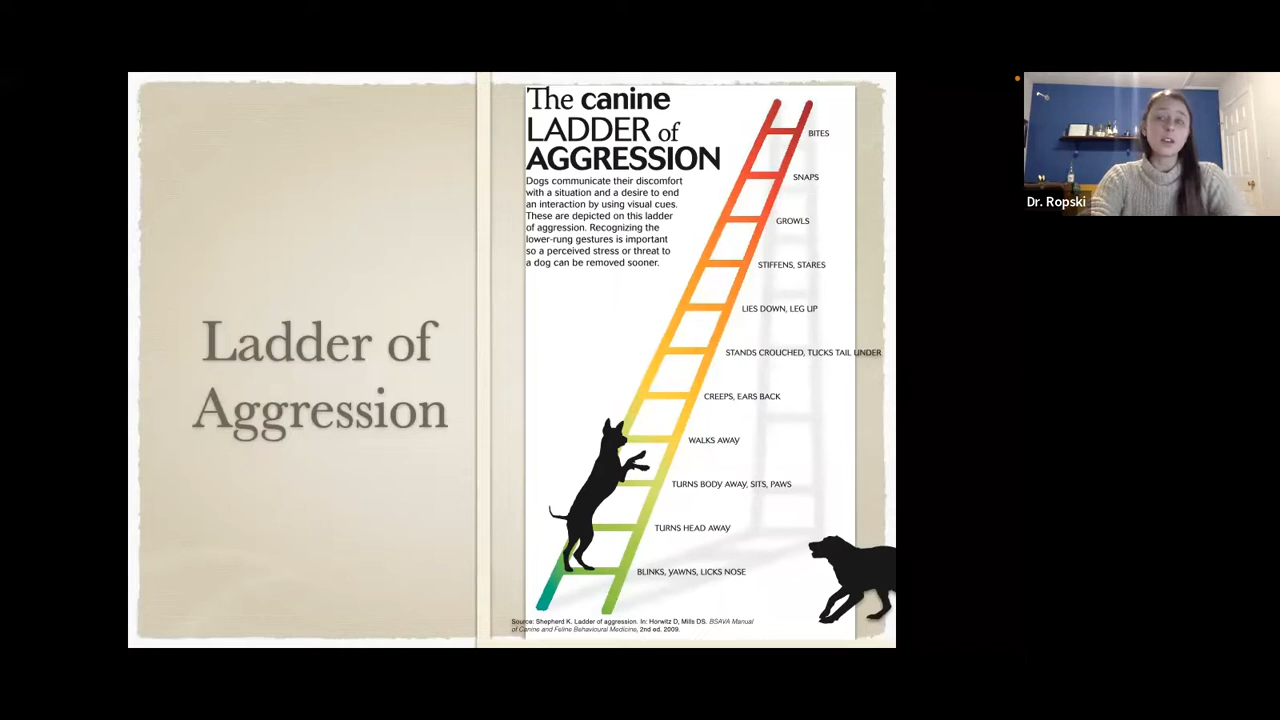 Ladder of
Aggression
The canine
LADDER of
AGGRESSION
Dogs communicate their discomfort
with a situation and a desire to end
an interaction by using visual cues.
These are depicted on this ladder
of aggression. Recognizing the
lower-rung gestures is important
so a perceived stress or threat to
a dog can be removed sooner.
BITES
SNAPS
GROWLS
STIFFENS, STARES
LIES DOWN, LEG UP
STANDS CROUCHED, TUCKS TAIL UNDER
CREEPS, EARS BACK
WALKS AWAY
TURNS BODY AWAY, SITS, PAWS
TURNS HEAD AWAY
BLINKS, YAWNS, LICKS NOSE
Source: Shepherd K. Ladder of aggression. In: Horwitz D, Mills DS. BSAVA Manual
of Canine and Feline Behavioural Medicine, 2nd ed. 2009.
Dr. Ropski